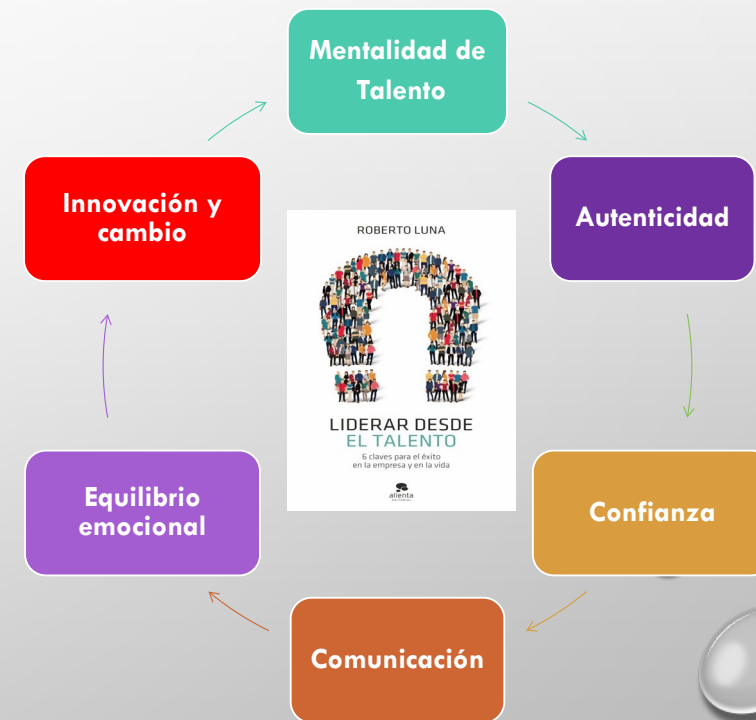 Mentalidad de
Talento
Autenticidad
Confianza
Comunicación
Equilibrio
emocional
Innovación y
cambio
ROBERTO LUNA
LIDERAR DESDE
EL TALENTO
6 claves para el éxito
en la empresa y en la vida
alienta
EDITORIAL